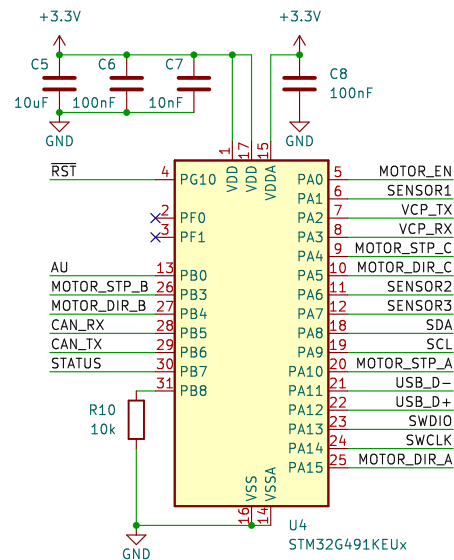 +3.3V
+3.3V
C5
C6
C7
C8
10uF
100nF
10nF
100nF
GND
GND
1
17
15
VDD
VDD
VDDA
RST
4
PG10
PA0
5
MOTOR_EN
PA1
6
SENSOR1
2
PF0
PA2
7
VCP_TX
3
PF1
PA3
8
VCP_RX
PA4
9
MOTOR_STP_C
AU
13
PB0
PA5
10
MOTOR_DIR_C
MOTOR_STP_B
26
PB3
PA6
11
SENSOR2
MOTOR_DIR_B
27
PB4
PA7
12
SENSOR3
CAN_RX
28
PB5
PA8
18
SDA
CAN_TX
29
PB6
PA9
19
SCL
STATUS
30
PB7
PA10
20
MOTOR_STP_A
31
PB8
PA11
21
USB_D-
PA12
22
USB_D+
R10
10k
PA13
23
SWDIO
PA14
24
SWCLK
PA15
25
MOTOR_DIR_A
VSS
VSSA
16
14
U4
STM32G491KEUx
GND